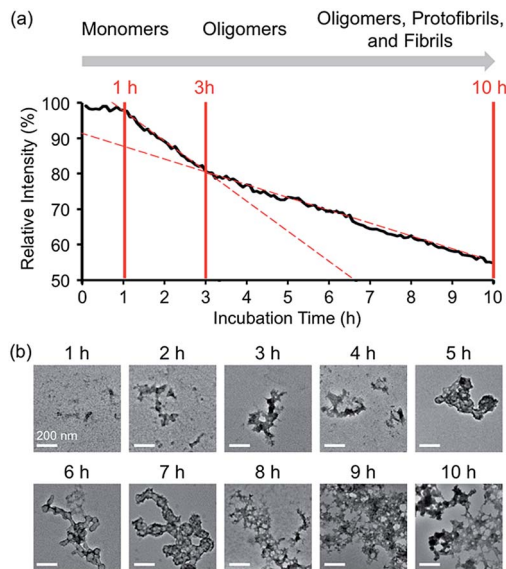 (a)
Monomers Oligomers Oligomers, Protofibrils,
and Fibrils
1 h 3h 10 h
Relative Intensity (%)
100
90
80
70
60
50
0 1 2 3 4 5 6 7 8 9 10
Incubation Time (h)
(b)
1 h 2 h 3 h 4 h 5 h
200 nm
6 h 7 h 8 h 9 h 10 h